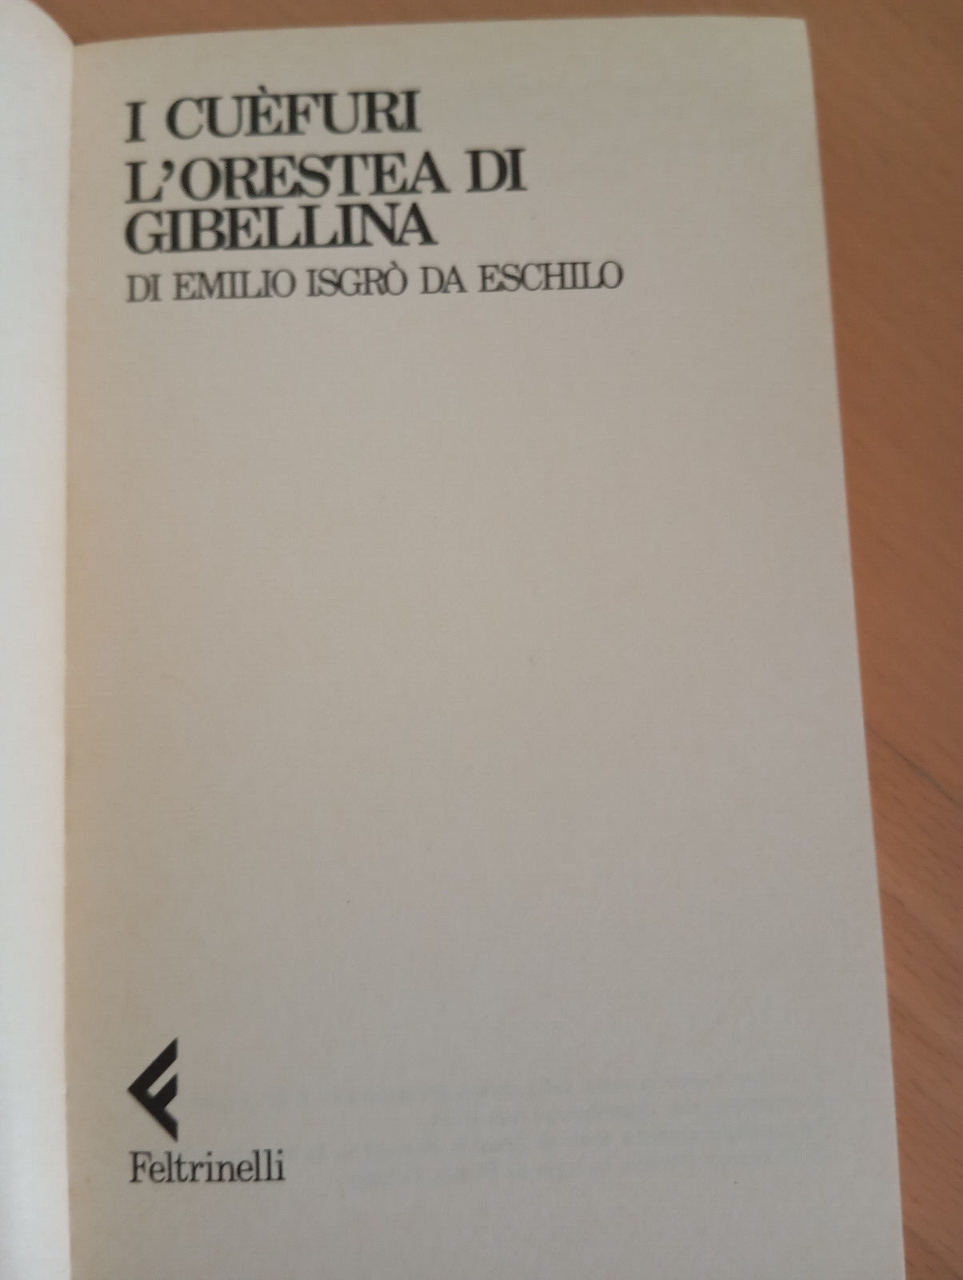 I CUÈFURI
L'ORESTEA DI
GIBELLINA
DI EMILIO ISGRÒ DA ESCHILO
Feltrinelli